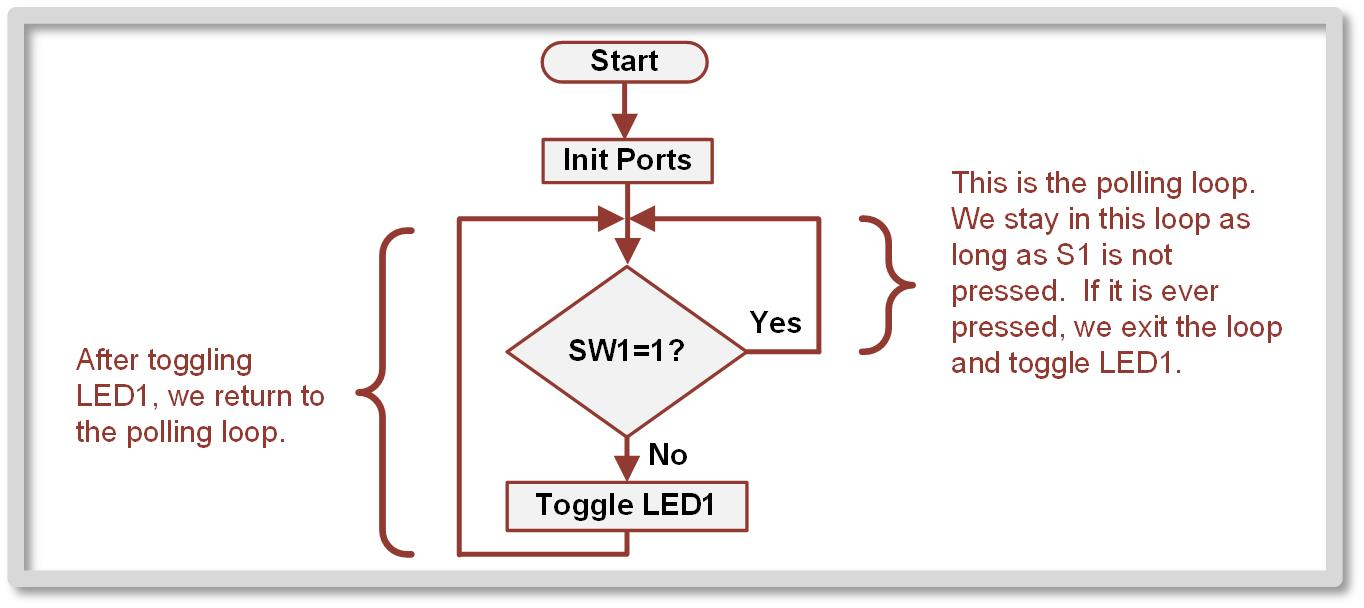 Start
Init Ports
This is the polling loop.
We stay in this loop as
long as S1 is not
pressed.  If it is ever
pressed, we exit the loop
and toggle LED1.
Yes
SW1=1?
After toggling
LED1, we return to
the polling loop.
No
Toggle LED1